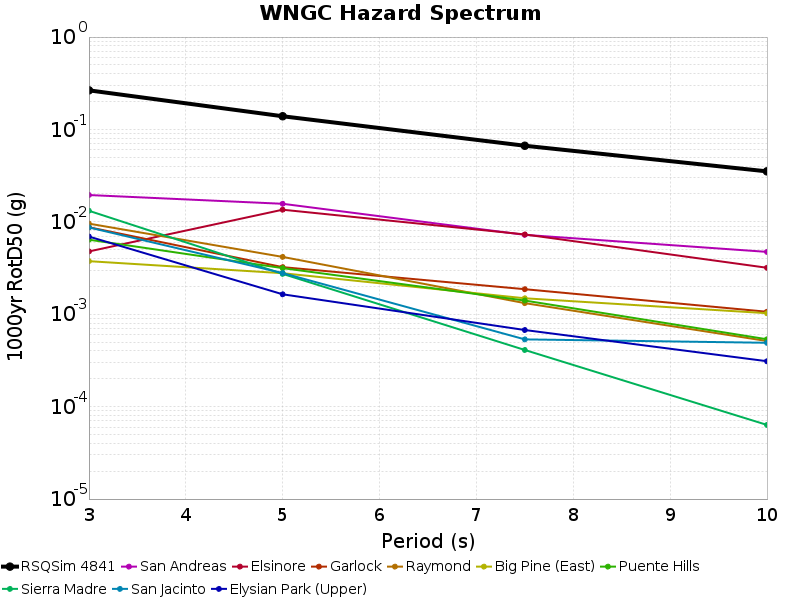 WNGC Hazard Spectrum
1000yr RotD50 (g)
10^0
10^-1
10^-2
10^-3
10^-4
10^-5
3 4 5 6 7 8 9 10
Period (s)
RSQSim 4841 San Andreas Elsinore Garlock Raymond Big Pine (East) Puente Hills
Sierra Madre San Jacinto Elysian Park (Upper)